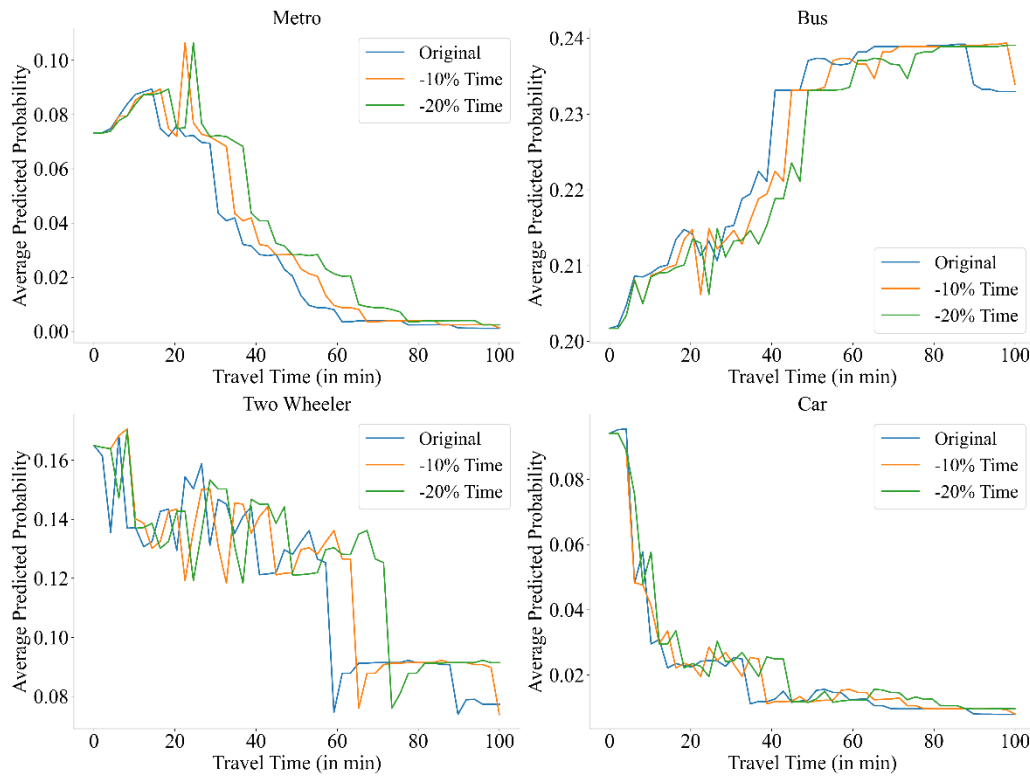 Metro
Average Predicted Probability
0.10
0.08
0.06
0.04
0.02
0.00
Original
-10% Time
-20% Time
0 20 40 60 80 100
Travel Time (in min)
Bus
Average Predicted Probability
0.24
0.23
0.22
0.21
0.20
Original
-10% Time
-20% Time
0 20 40 60 80 100
Travel Time (in min)
Two Wheeler
Average Predicted Probability
0.16
0.14
0.12
0.10
0.08
Original
-10% Time
-20% Time
0 20 40 60 80 100
Travel Time (in min)
Car
Average Predicted Probability
0.08
0.06
0.04
0.02
Original
-10% Time
-20% Time
0 20 40 60 80 100
Travel Time (in min)